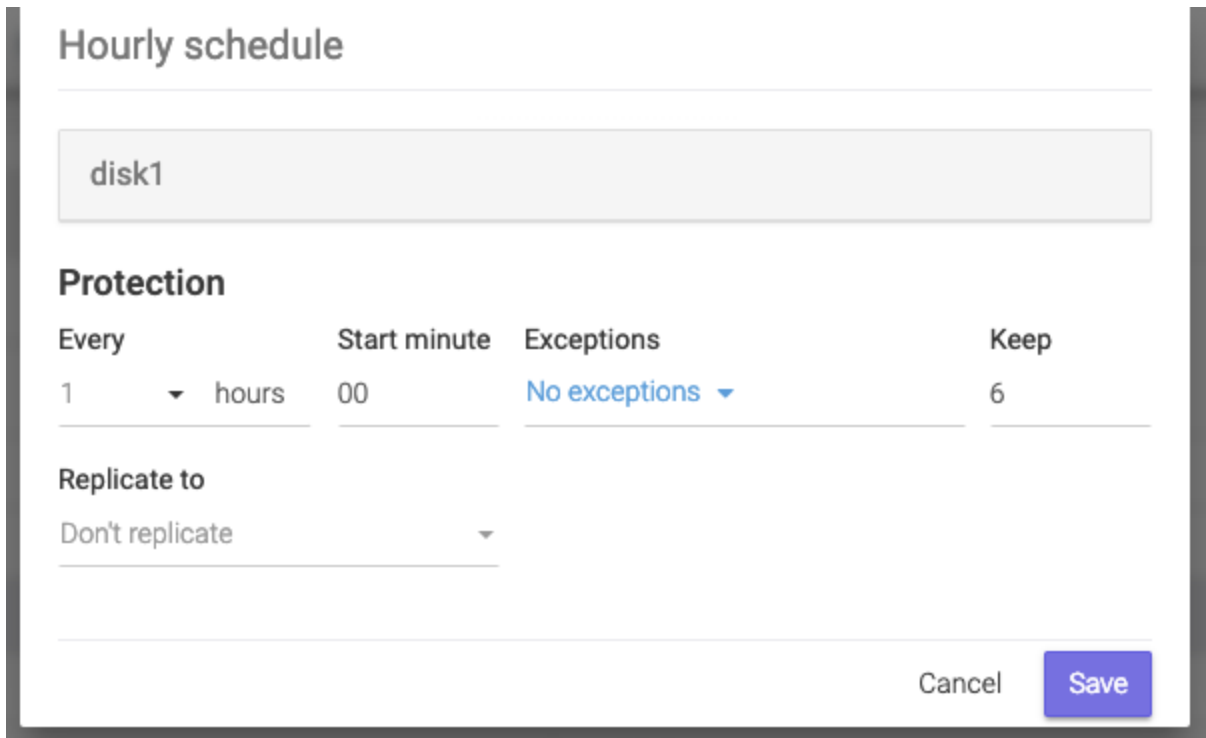 Hourly schedule
disk1
Protection
Every Start minute Exceptions Keep
1 hours 00 No exceptions 6
Replicate to
Don't replicate
Cancel Save